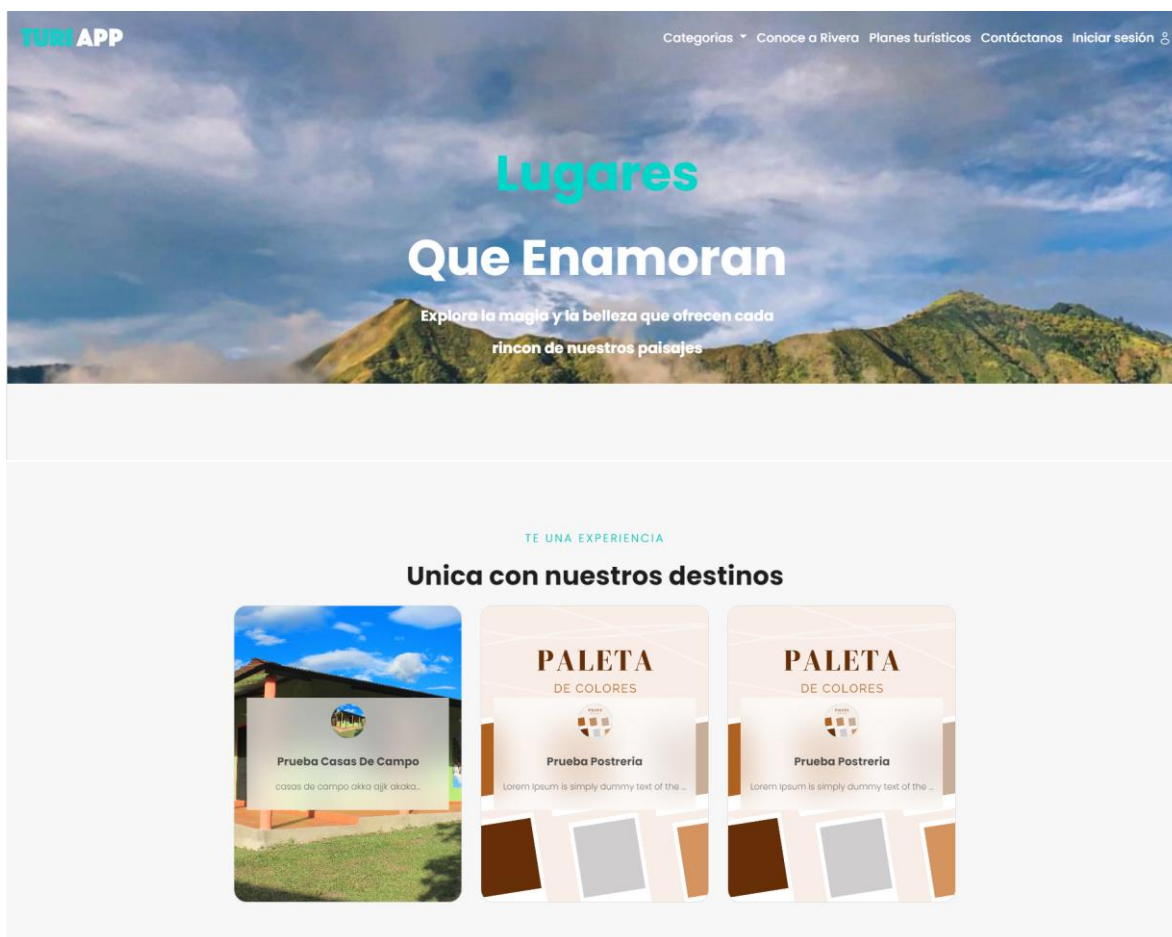 TURI APP
Categorias Conoce a Rivera Planes turísticos Contáctanos Iniciar sesión
Lugares
Que Enamoran
Explora la magia y la belleza que ofrecen cada
rincon de nuestros paisajes
TE UNA EXPERIENCIA
Unica con nuestros destinos
PALETA
DE COLORES
PALETA
DE COLORES
Prueba Casas De Campo
casas de campo akka ajjk akaka...
Prueba Postreria
Lorem Ipsum is simply dummy text of the ...
Prueba Postreria
Lorem Ipsum is simply dummy text of the ...